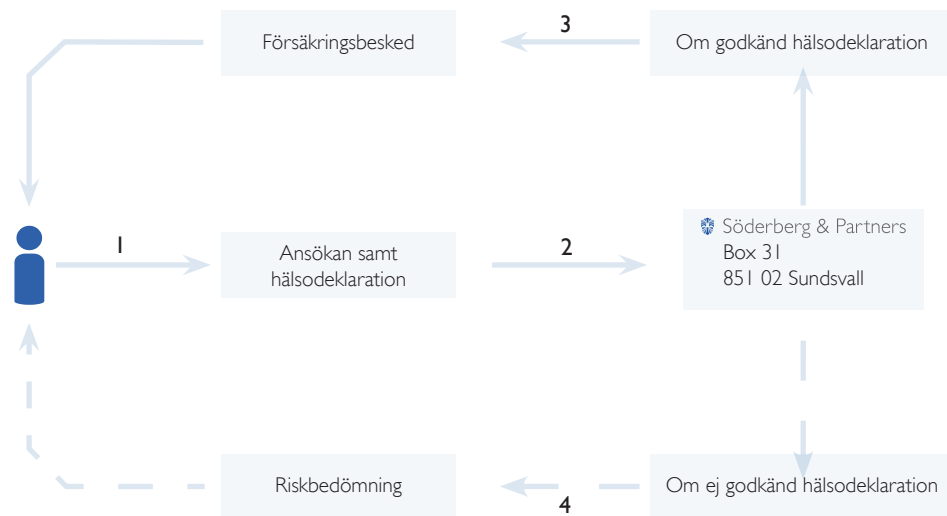 Försäkringsbesked
3
Om godkänd hälsodeklaration
1
Ansökan samt
hälsodeklaration
2
Söderberg & Partners
Box 31
851 02 Sundsvall
Riskbedömning
4
Om ej godkänd hälsodeklaration